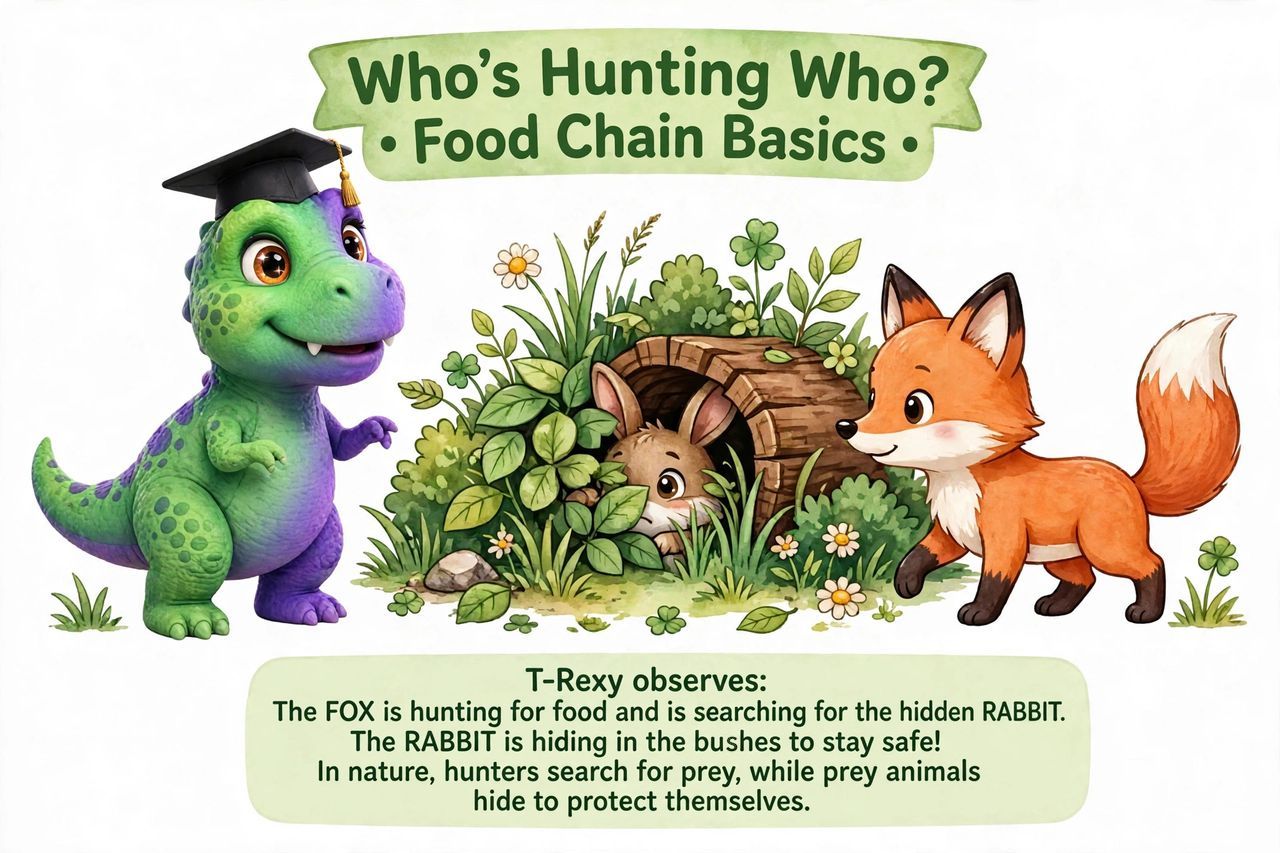 Who's Hunting Who?
• Food Chain Basics •
T-Rexy observes:
The FOX is hunting for food and is searching for the hidden RABBIT.
The RABBIT is hiding in the bushes to stay safe!
In nature, hunters search for prey, while prey animals
hide to protect themselves.